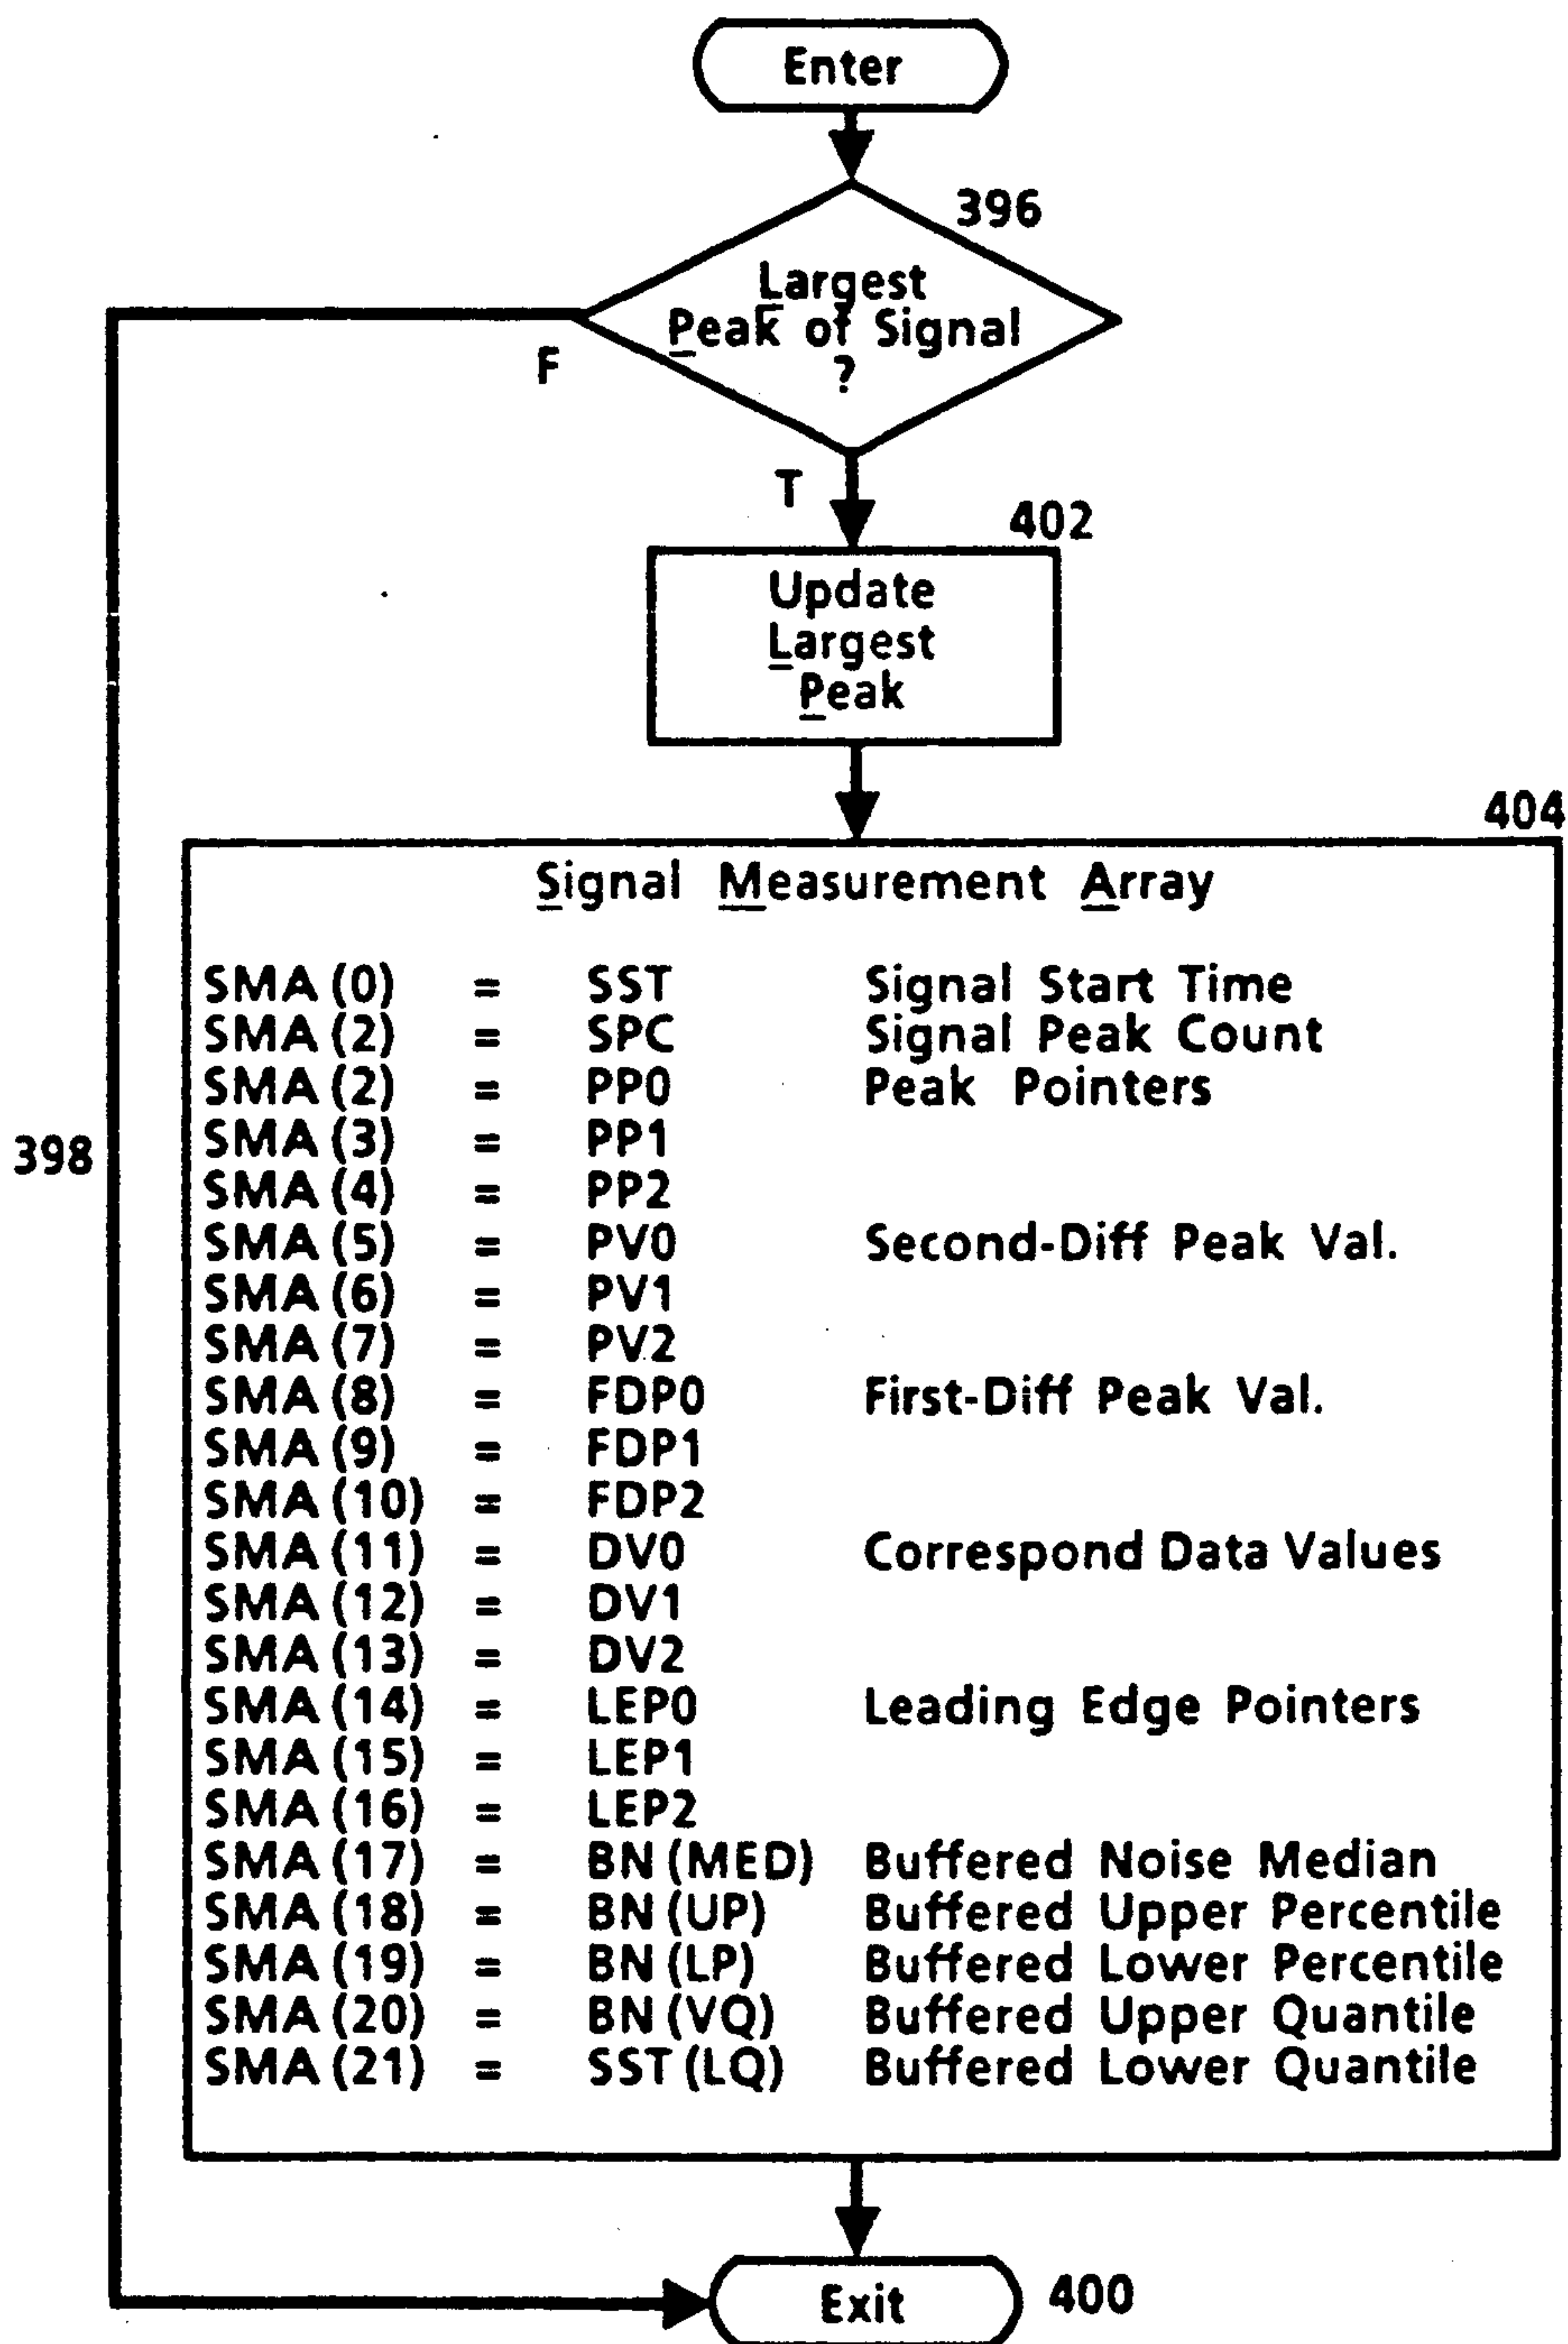 Enter
396
Largest
Peak of Signal
?
F
T
402
Update
Largest
Peak
404
Signal Measurement Array
SMA (0) = SST Signal Start Time
SMA (2) = SPC Signal Peak Count
SMA (2) = PP0 Peak Pointers
SMA (3) = PP1
398
SMA (4) = PP2
SMA (5) = PV0 Second-Diff Peak Val.
SMA (6) = PV1
SMA (7) = PV2
SMA (8) = FDP0 First-Diff Peak Val.
SMA (9) = FDP1
SMA (10) = FDP2
SMA (11) = DV0 Correspond Data Values
SMA (12) = DV1
SMA (13) = DV2
SMA (14) = LEP0 Leading Edge Pointers
SMA (15) = LEP1
SMA (16) = LEP2
SMA (17) = BN (MED) Buffered Noise Median
SMA (18) = BN (UP) Buffered Upper Percentile
SMA (19) = BN (LP) Buffered Lower Percentile
SMA (20) = BN (VQ) Buffered Upper Quantile
SMA (21) = SST (LQ) Buffered Lower Quantile
Exit
400